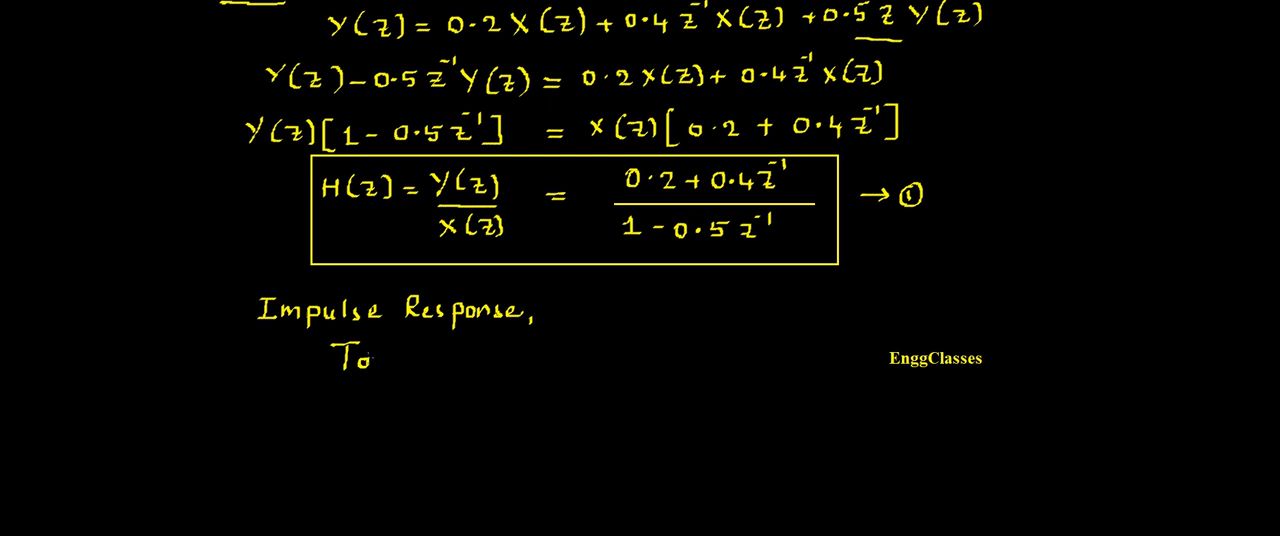 Y(z) = 0.2 X(z) + 0.4 z⁻¹ X(z) + 0.5 z Y(z)
Y(z) - 0.5 z⁻¹ Y(z) = 0.2 X(z) + 0.4 z⁻¹ X(z)
Y(z)[1 - 0.5 z⁻¹] = X(z)[0.2 + 0.4 z⁻¹]
H(z) = Y(z)/X(z) = (0.2 + 0.4 z⁻¹)/(1 - 0.5 z⁻¹) → ①
Impulse Response,
To
EnggClasses